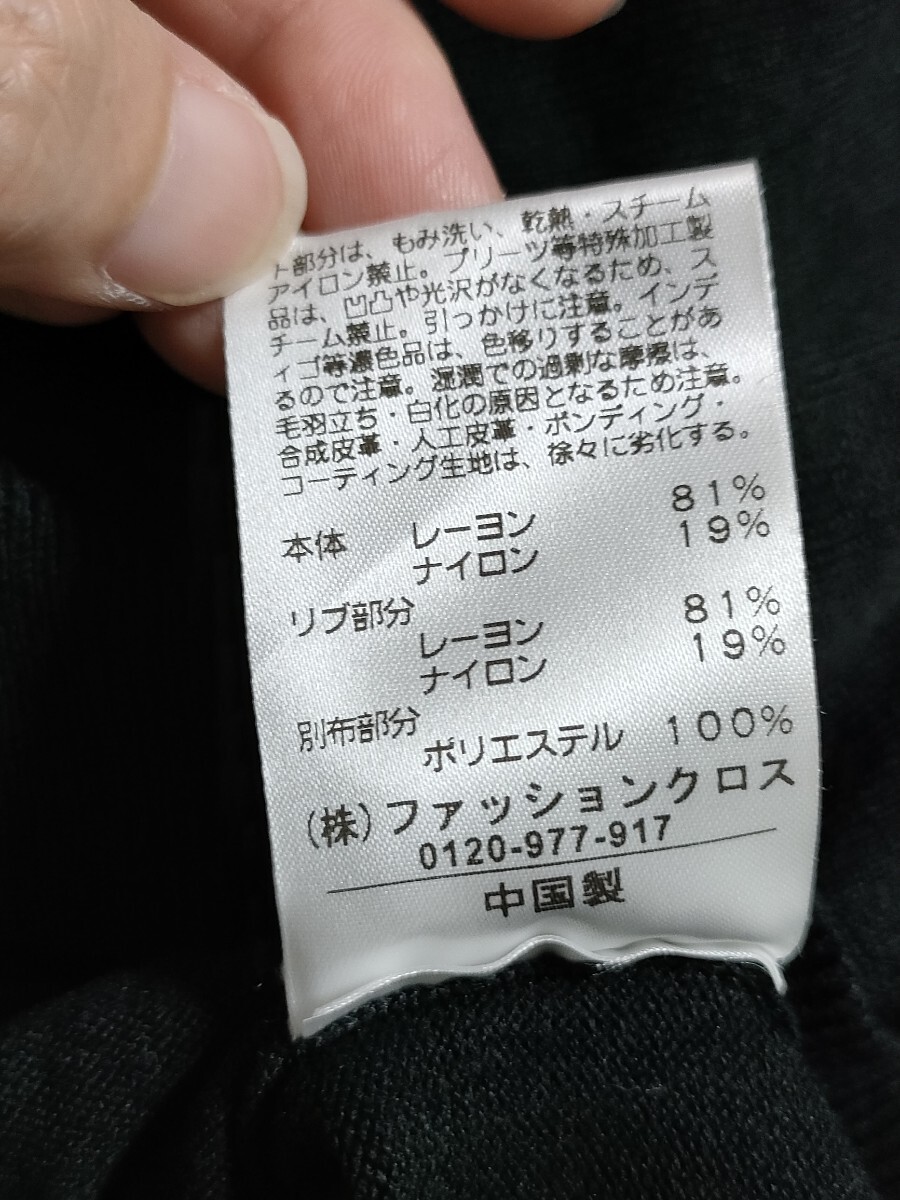 ト部分は、もみ洗い、乾熱・スチーム
アイロン禁止。プリーツ等特殊加工製
品は、凹凸や光沢がなくなるため、ス
チーム禁止。引っかけに注意。インデ
ィゴ等濃色品は、色移りすることがあ
るので注意。湿潤での過剰な摩擦は、
毛羽立ち・白化の原因となるため注意。
合成皮革・人工皮革・ボンディング・
コーティング生地は、徐々に劣化する。
本体 レーヨン 81%
ナイロン 19%
リブ部分
レーヨン 81%
ナイロン 19%
別布部分
ポリエステル 100%
(株)ファッションクロス
0120-977-917
中国製